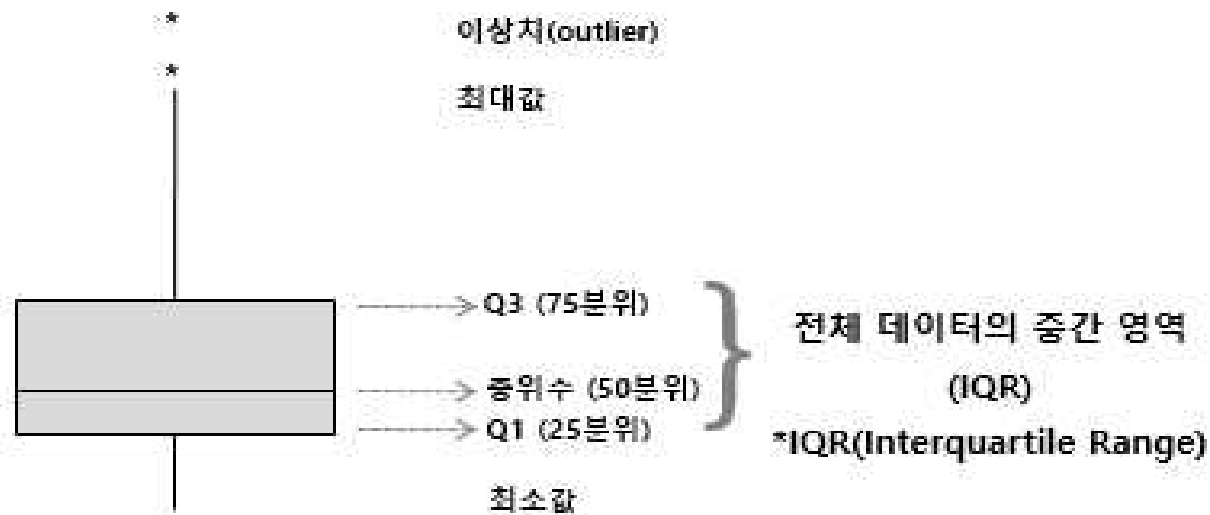 *
이상치(outlier)
*
최대값
Q3 (75분위)
중위수 (50분위)
Q1 (25분위)
전체 데이터의 중간 영역
(IQR)
*IQR(Interquartile Range)
최소값